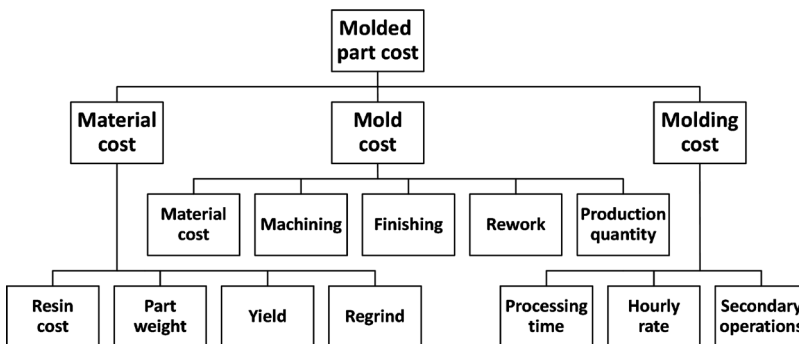 Molded
part cost
Material
cost
Mold
cost
Molding
cost
Material
cost
Machining
Finishing
Rework
Production
quantity
Resin
cost
Part
weight
Yield
Regrind
Processing
time
Hourly
rate
Secondary
operations